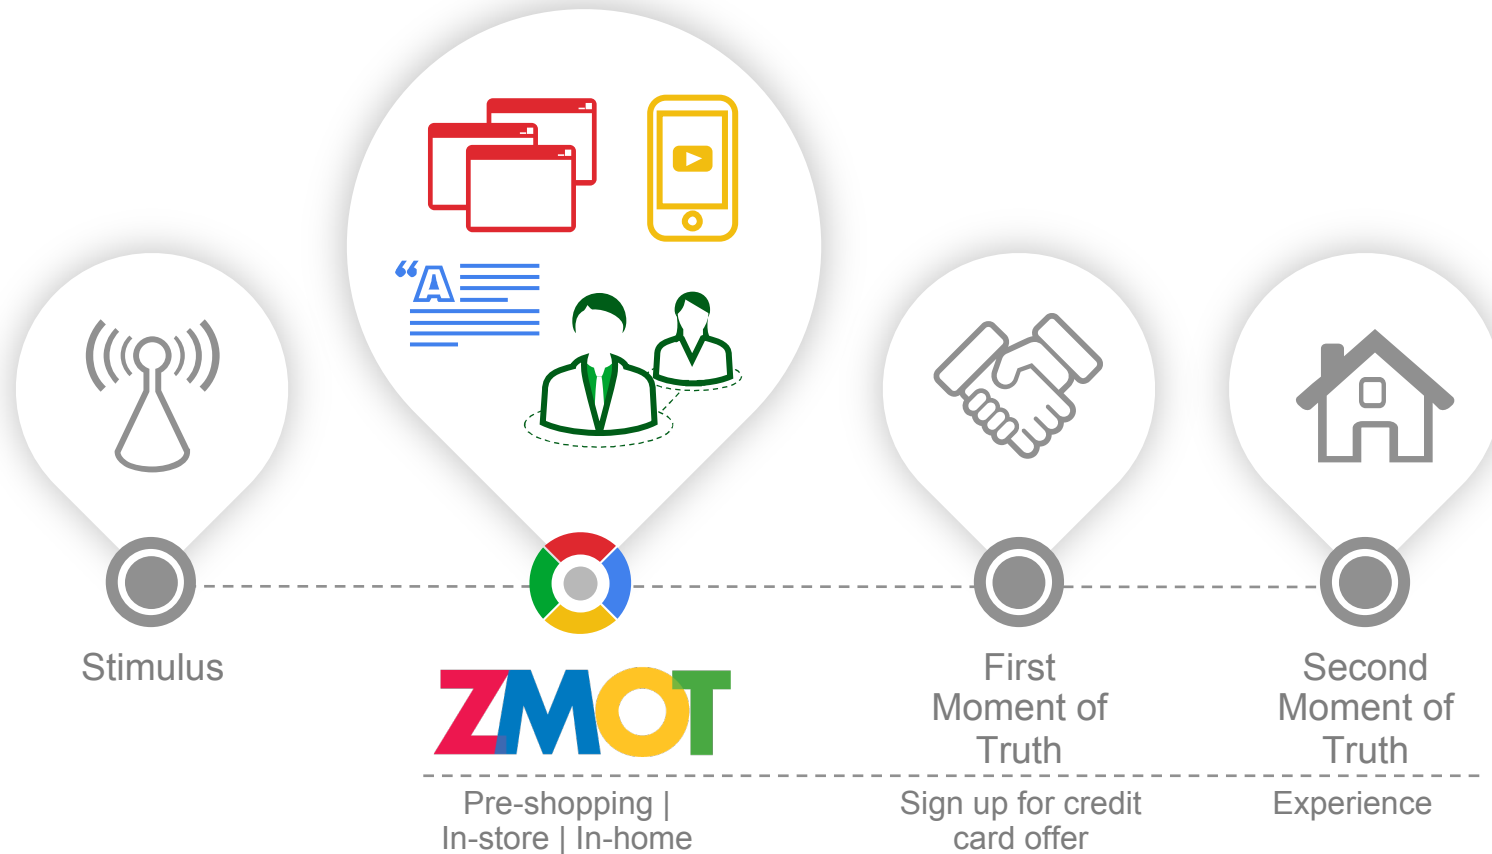 “A
Stimulus
ZMOT
First
Moment of
Truth
Second
Moment of
Truth
Pre-shopping |
In-store | In-home
Sign up for credit
card offer
Experience